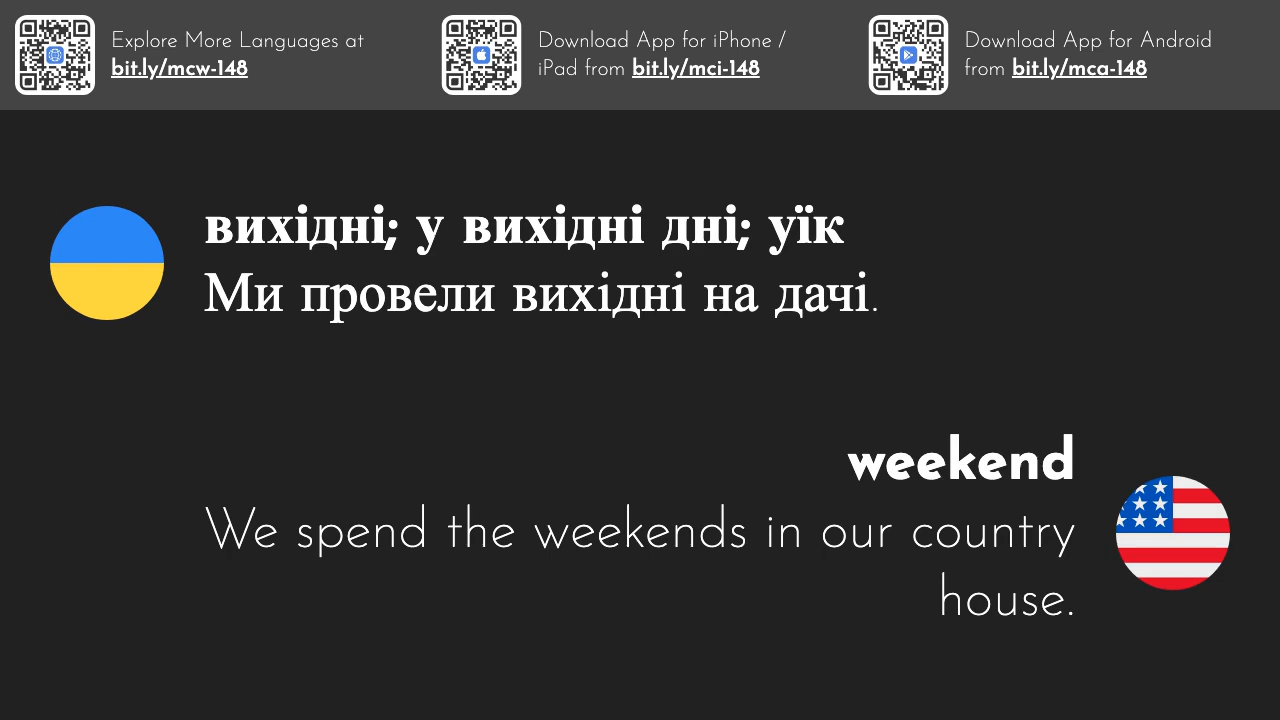 Explore More Languages at
bit.ly/mcw-148
Download App for iPhone /
iPad from bit.ly/mci-148
Download App for Android
from bit.ly/mca-148
вихідні; у вихідні дні; уїк
Ми провели вихідні на дачі.
weekend
We spend the weekends in our country
house.